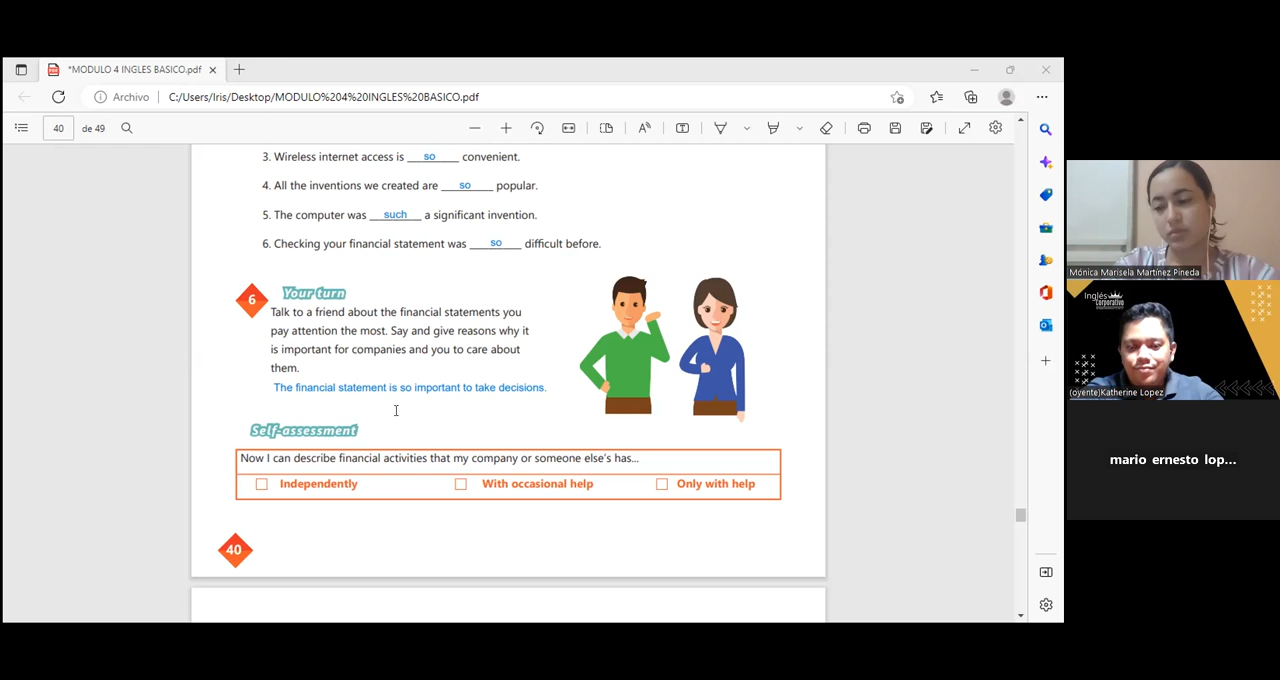 *MODULO 4 INGLES BASICO.pdf
Archivo C:/Users/Iris/Desktop/MODULO%204%20INGLES%20BASICO.pdf
40 de 49
3. Wireless internet access is so convenient.
4. All the inventions we created are so popular.
5. The computer was such a significant invention.
6. Checking your financial statement was so difficult before.
6 Your turn
Talk to a friend about the financial statements you
pay attention the most. Say and give reasons why it
is important for companies and you to care about
them.
The financial statement is so important to take decisions.
Self-assessment
Now I can describe financial activities that my company or someone else's has...
Independently With occasional help Only with help
40
Mónica Marisela Martínez Pineda
Inglés
Corporativo
(oyente)Katherine Lopez
mario ernesto lop...